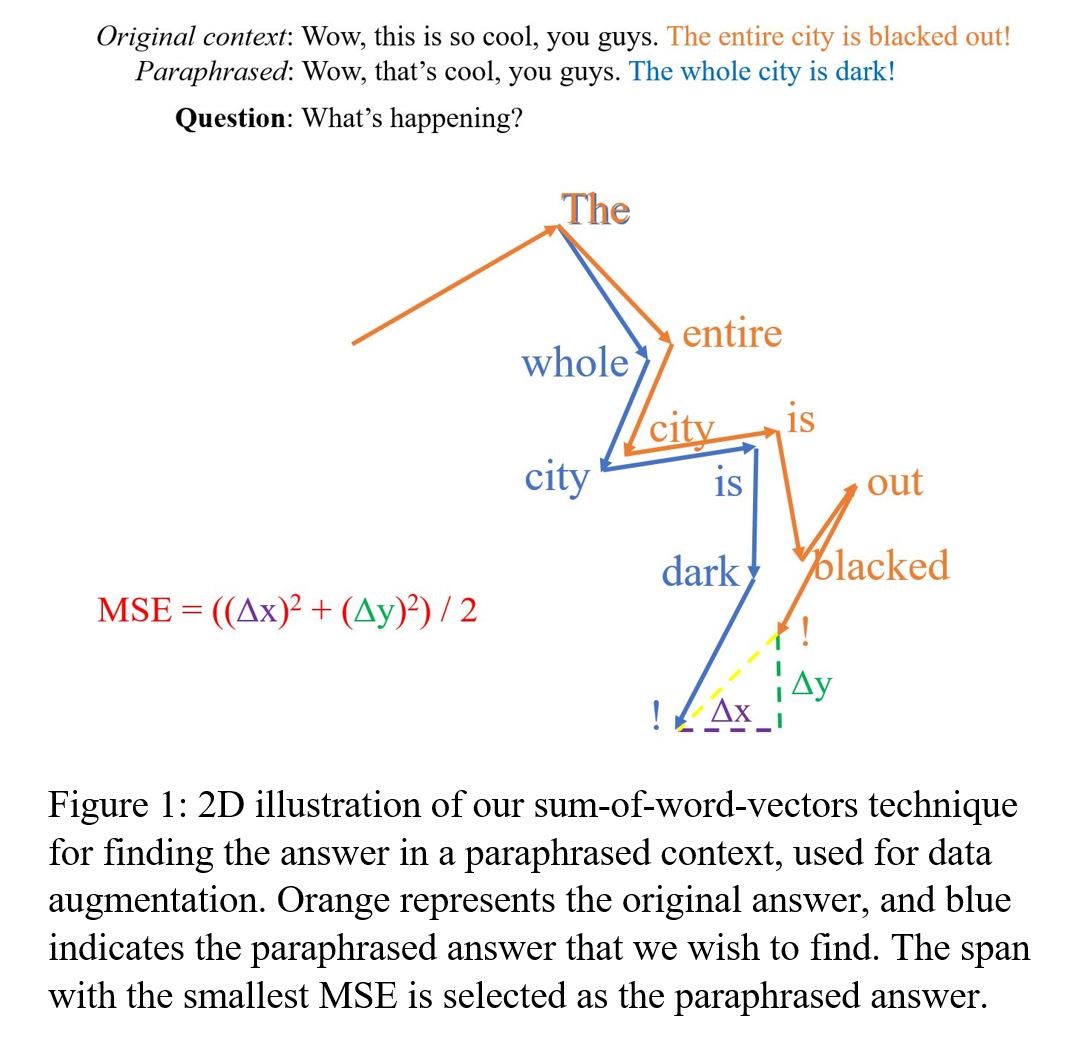 Original context: Wow, this is so cool, you guys. The entire city is blacked out!
Paraphrased: Wow, that’s cool, you guys. The whole city is dark!
Question: What’s happening?
The
entire
whole
city
is
city
is
out
dark
blacked
MSE = ((Δx)² + (Δy)²) / 2
!
Δy
!
Δx
Figure 1: 2D illustration of our sum-of-word-vectors technique
for finding the answer in a paraphrased context, used for data
augmentation. Orange represents the original answer, and blue
indicates the paraphrased answer that we wish to find. The span
with the smallest MSE is selected as the paraphrased answer.